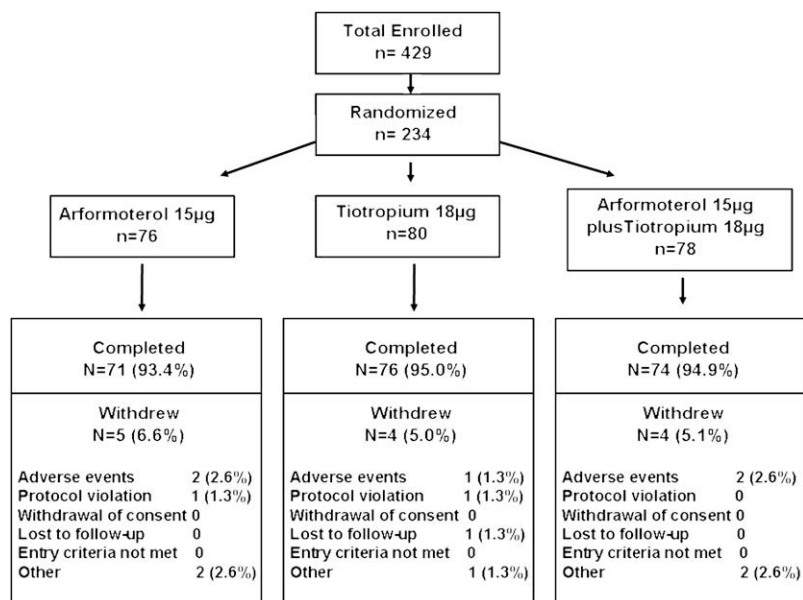 Total Enrolled
n= 429
Randomized
n= 234
Arformoterol 15µg
n=76
Tiotropium 18µg
n=80
Arformoterol 15µg
plusTiotropium 18µg
n=78
Completed
N=71 (93.4%)
Withdrew
N=5 (6.6%)
Adverse events 2 (2.6%)
Protocol violation 1 (1.3%)
Withdrawal of consent 0
Lost to follow-up 0
Entry criteria not met 0
Other 2 (2.6%)
Completed
N=76 (95.0%)
Withdrew
N=4 (5.0%)
Adverse events 1 (1.3%)
Protocol violation 1 (1.3%)
Withdrawal of consent 0
Lost to follow-up 1 (1.3%)
Entry criteria not met 0
Other 1 (1.3%)
Completed
N=74 (94.9%)
Withdrew
N=4 (5.1%)
Adverse events 2 (2.6%)
Protocol violation 0
Withdrawal of consent 0
Lost to follow-up 0
Entry criteria not met 0
Other 2 (2.6%)